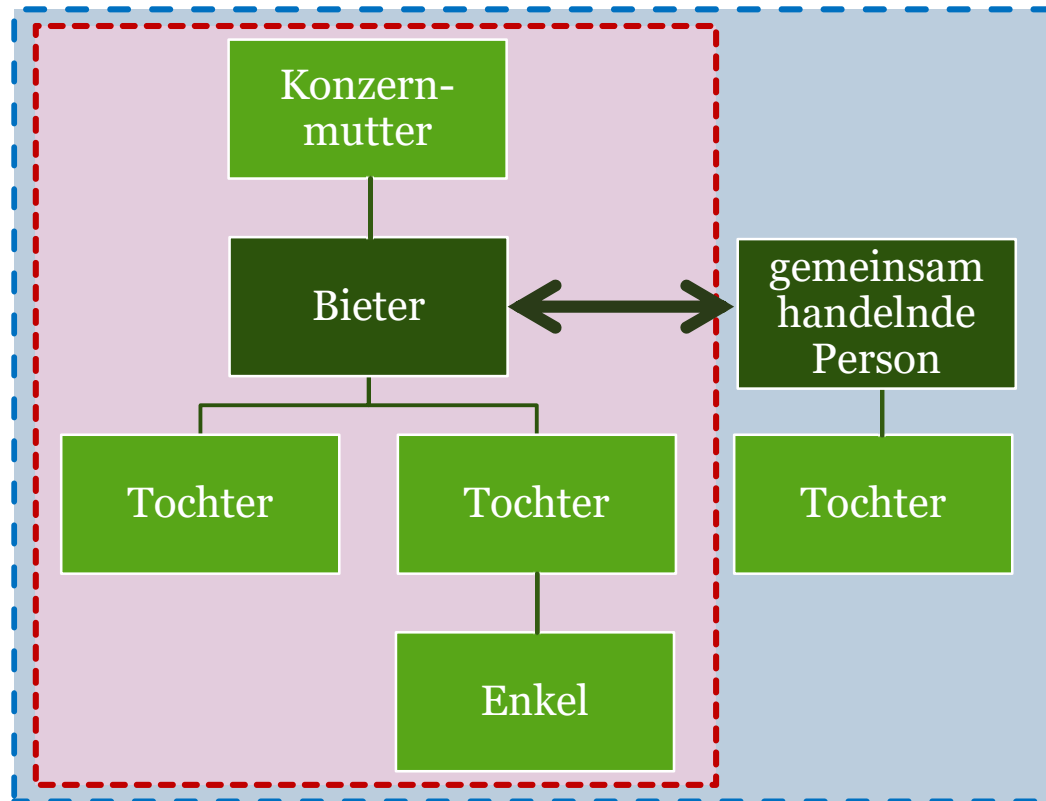 Konzern-
mutter
Bieter
gemeinsam
handelnde
Person
Tochter
Tochter
Tochter
Enkel